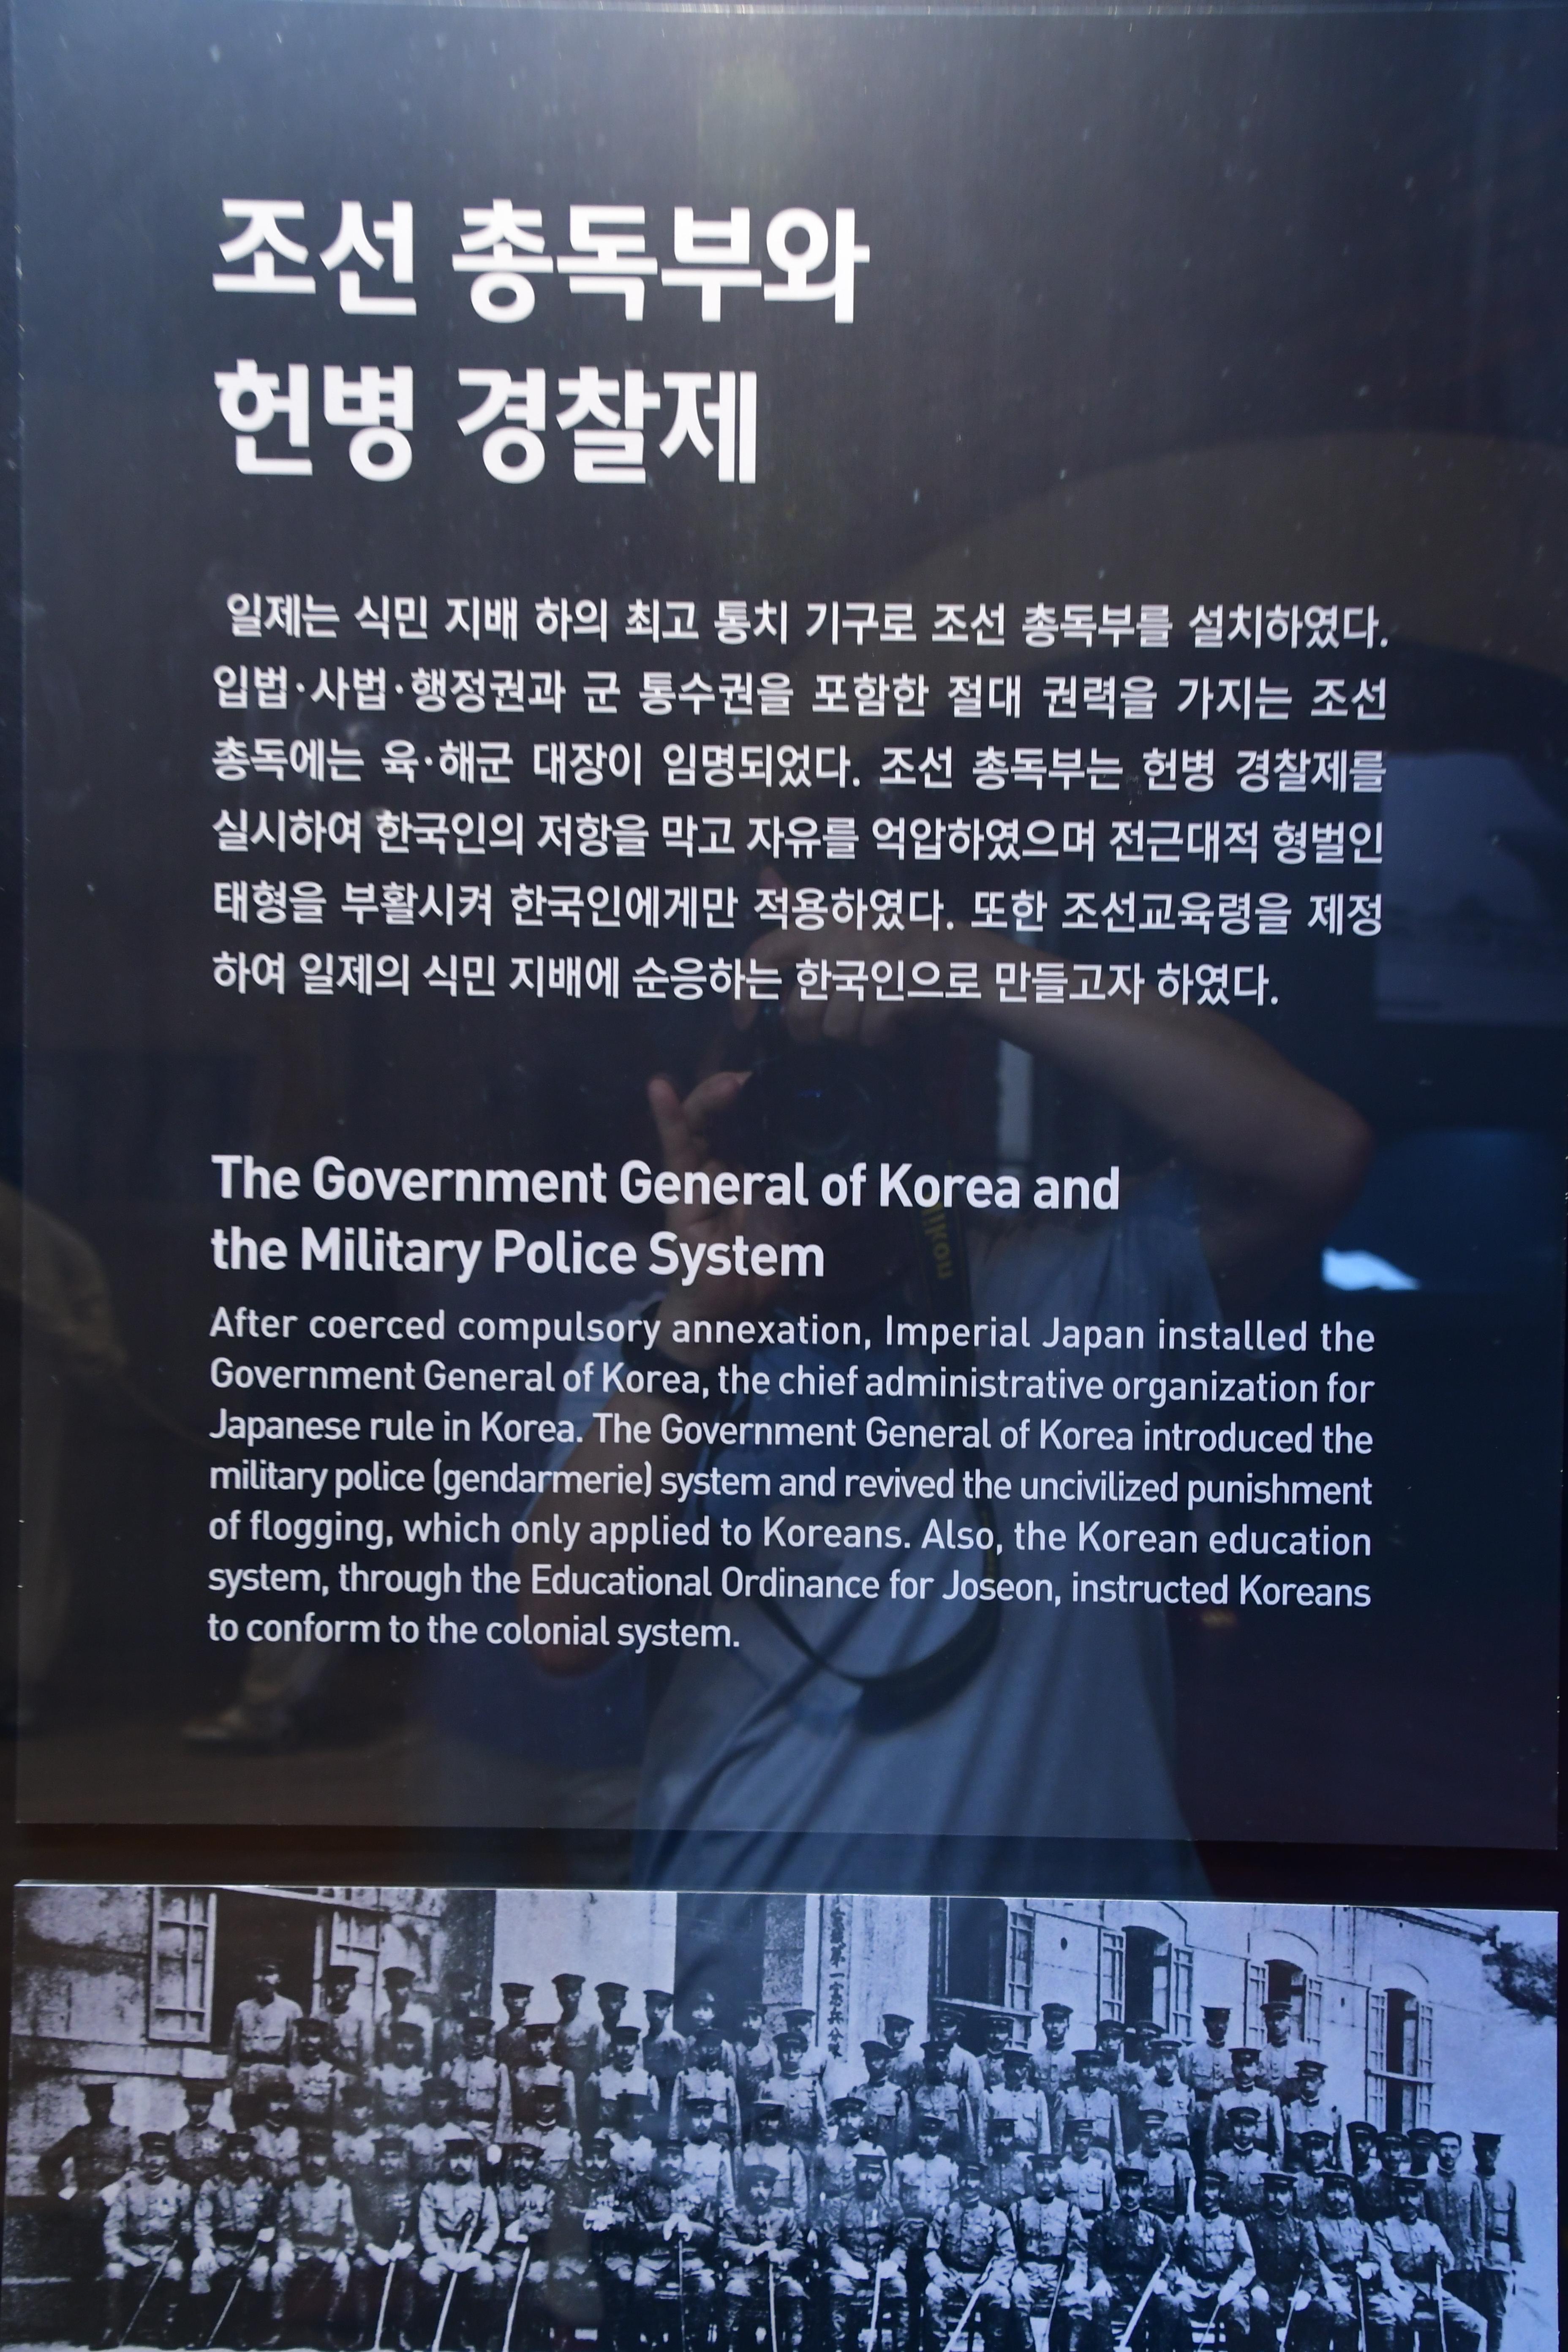 조선 총독부와
헌병 경찰제
일제는 식민 지배 하의 최고 통치 기구로 조선 총독부를 설치하였다.
입법·사법·행정권과 군 통수권을 포함한 절대 권력을 가지는 조선
총독에는 육·해군 대장이 임명되었다. 조선 총독부는 헌병 경찰제를
실시하여 한국인의 저항을 막고 자유를 억압하였으며 전근대적 형벌인
태형을 부활시켜 한국인에게만 적용하였다. 또한 조선교육령을 제정
하여 일제의 식민 지배에 순응하는 한국인으로 만들고자 하였다.
The Government General of Korea and
the Military Police System
After coerced compulsory annexation, Imperial Japan installed the
Government General of Korea, the chief administrative organization for
Japanese rule in Korea. The Government General of Korea introduced the
military police (gendarmerie) system and revived the uncivilized punishment
of flogging, which only applied to Koreans. Also, the Korean education
system, through the Educational Ordinance for Joseon, instructed Koreans
to conform to the colonial system.
Nikon